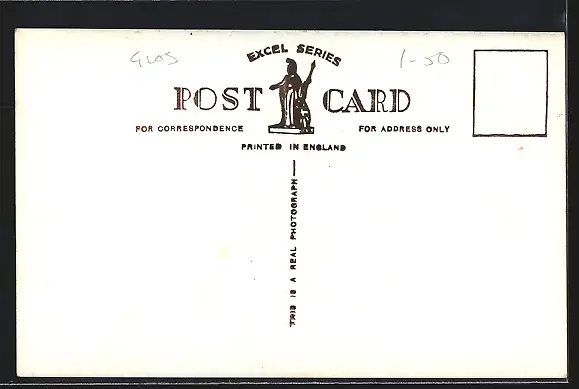 GLOS
1-50
EXCEL SERIES
POST CARD
FOR CORRESPONDENCE
FOR ADDRESS ONLY
PRINTED IN ENGLAND
THIS IS A REAL PHOTOGRAPH